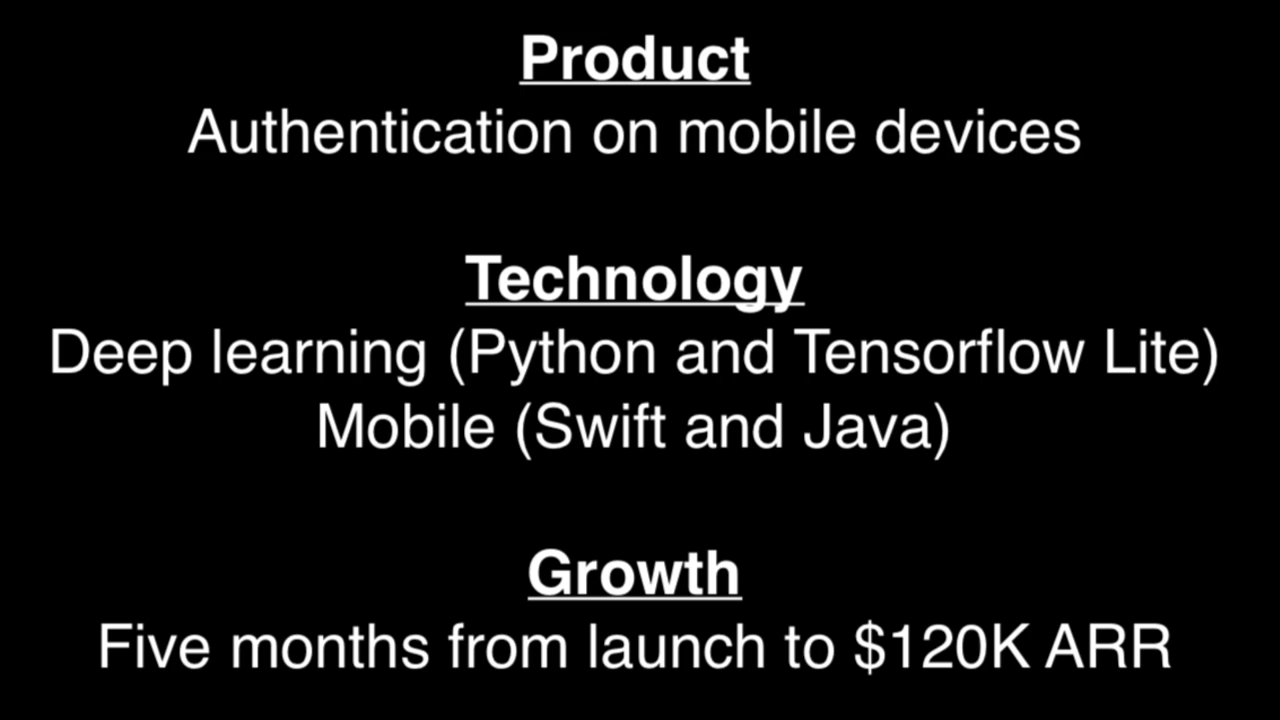 Product
Authentication on mobile devices
Technology
Deep learning (Python and Tensorflow Lite)
Mobile (Swift and Java)
Growth
Five months from launch to $120K ARR